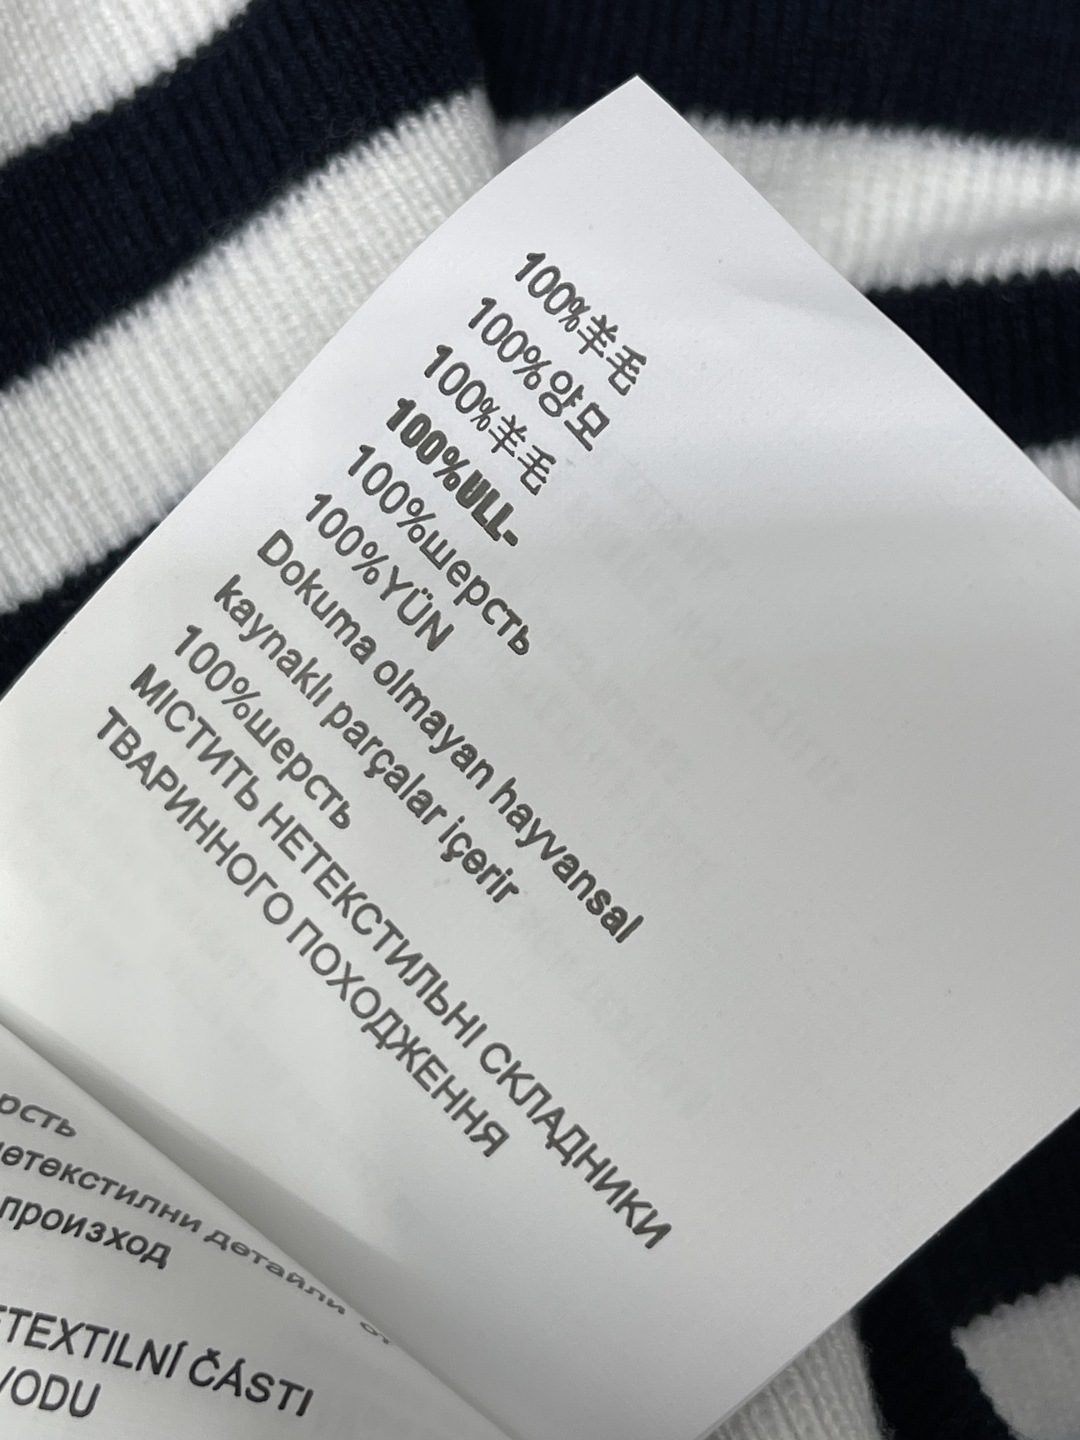 100%羊毛
100%양모
100%羊毛
100%ULL-
100%шерсть
100%YÜN
Dokuma olmayan hayvansal
kaynaklı parçalar içerir
100%шерсть
МІСТИТЬ НЕТЕКСТИЛЬНІ СКЛАДНИКИ
ТВАРИННОГО ПОХОДЖЕННЯ
рсть
нетекстилни детайли от
произход
ETEXTILNÍ ČÁSTI
VODU